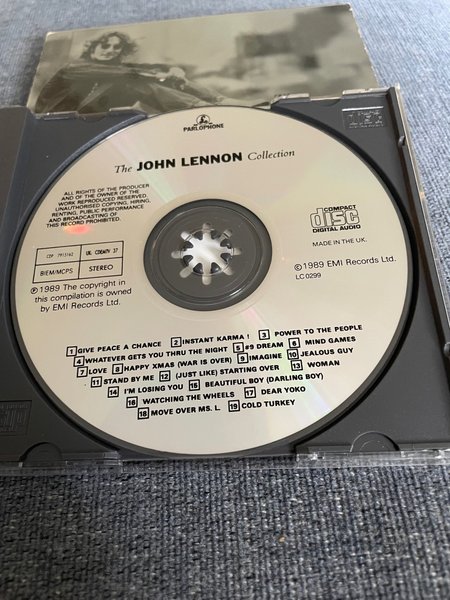 PARLOPHONE
The JOHN LENNON Collection
ALL RIGHTS OF THE PRODUCER
AND OF THE OWNER OF THE
WORK REPRODUCED RESERVED.
UNAUTHORISED COPYING, HIRING,
RENTING, PUBLIC PERFORMANCE
AND BROADCASTING OF
THIS RECORD PROHIBITED.
COMPACT
disc
DIGITAL AUDIO
MADE IN THE UK.
CDP 7915162 UK: CDEMTV 37
BIEM/MCPS STEREO
℗ 1989 The copyright in
this compilation is owned
by EMI Records Ltd.
© 1989 EMI Records Ltd.
LC 0299
1 GIVE PEACE A CHANCE 2 INSTANT KARMA! 3 POWER TO THE PEOPLE
4 WHATEVER GETS YOU THRU THE NIGHT 5 #9 DREAM 6 MIND GAMES
7 LOVE 8 HAPPY XMAS (WAR IS OVER) 9 IMAGINE 10 JEALOUS GUY
11 STAND BY ME 12 (JUST LIKE) STARTING OVER 13 WOMAN
14 I'M LOSING YOU 15 BEAUTIFUL BOY (DARLING BOY)
16 WATCHING THE WHEELS 17 DEAR YOKO
18 MOVE OVER MS. L. 19 COLD TURKEY